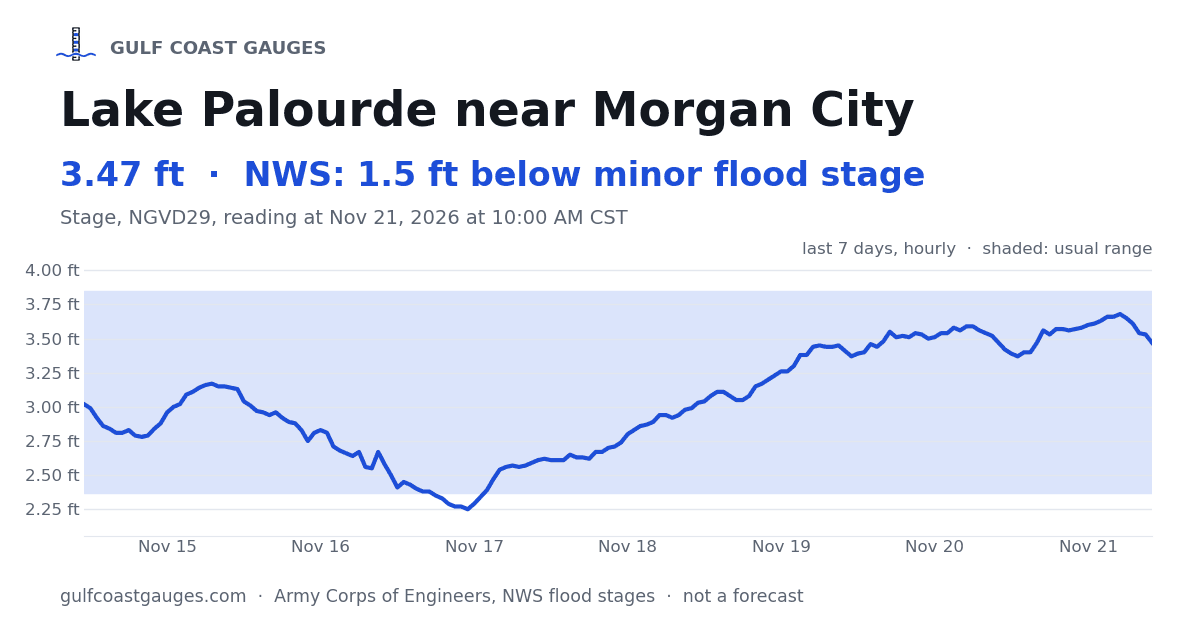 GULF COAST GAUGES
Lake Palourde near Morgan City
3.47 ft · NWS: 1.5 ft below minor flood stage
Stage, NGVD29, reading at Nov 21, 2026 at 10:00 AM CST
last 7 days, hourly · shaded: usual range
4.00 ft
3.75 ft
3.50 ft
3.25 ft
3.00 ft
2.75 ft
2.50 ft
2.25 ft
Nov 15 Nov 16 Nov 17 Nov 18 Nov 19 Nov 20 Nov 21
gulfcoastgauges.com · Army Corps of Engineers, NWS flood stages · not a forecast